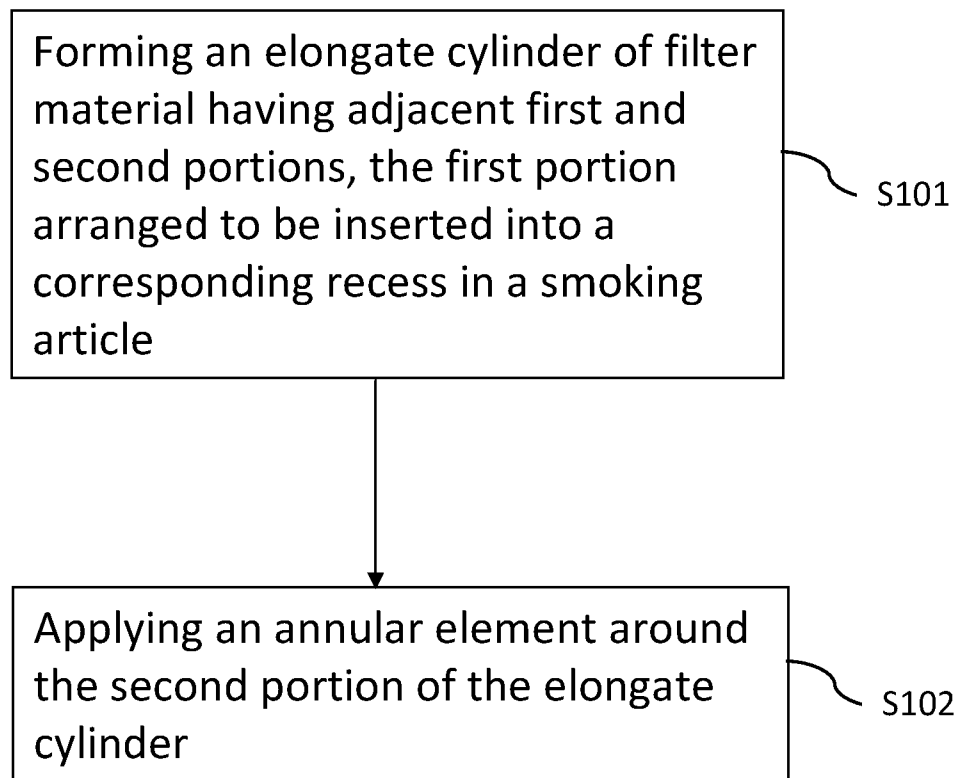 Forming an elongate cylinder of filter
material having adjacent first and
second portions, the first portion
arranged to be inserted into a
corresponding recess in a smoking
article
S101
Applying an annular element around
the second portion of the elongate
cylinder
S102